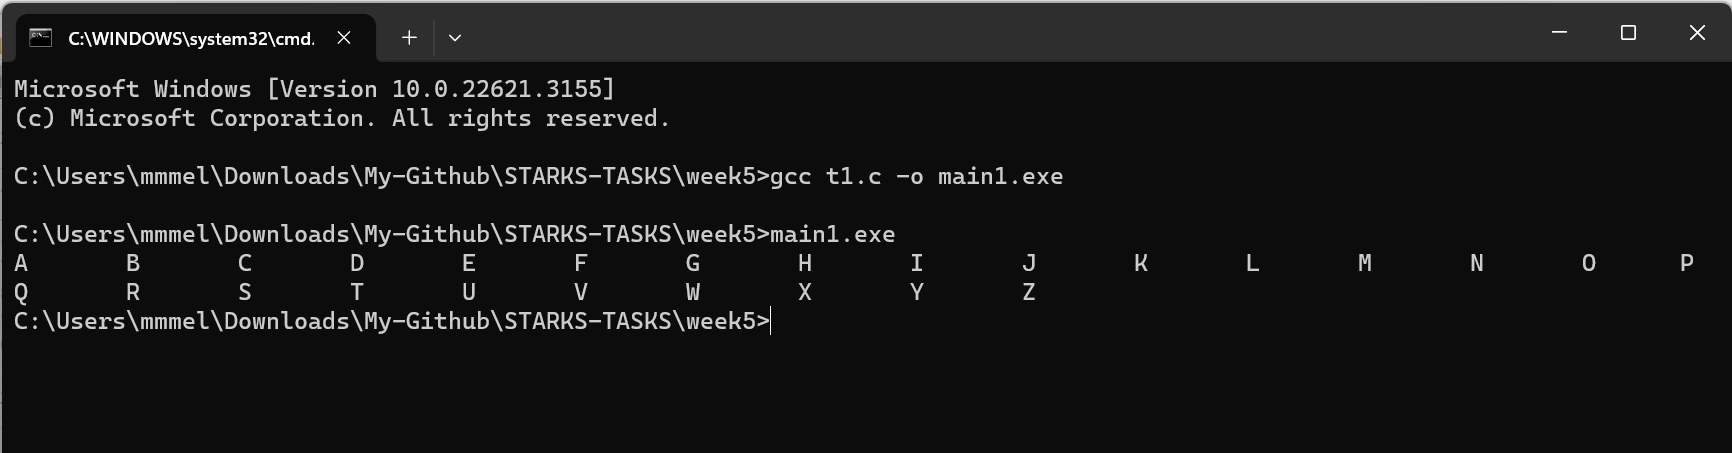 C:\WINDOWS\system32\cmd.
Microsoft Windows [Version 10.0.22621.3155]
(c) Microsoft Corporation. All rights reserved.
C:\Users\mmmel\Downloads\My-Github\STARKS-TASKS\week5>gcc t1.c -o main1.exe
C:\Users\mmmel\Downloads\My-Github\STARKS-TASKS\week5>main1.exe
A B C D E F G H I J K L M N O P
Q R S T U V W X Y Z
C:\Users\mmmel\Downloads\My-Github\STARKS-TASKS\week5>